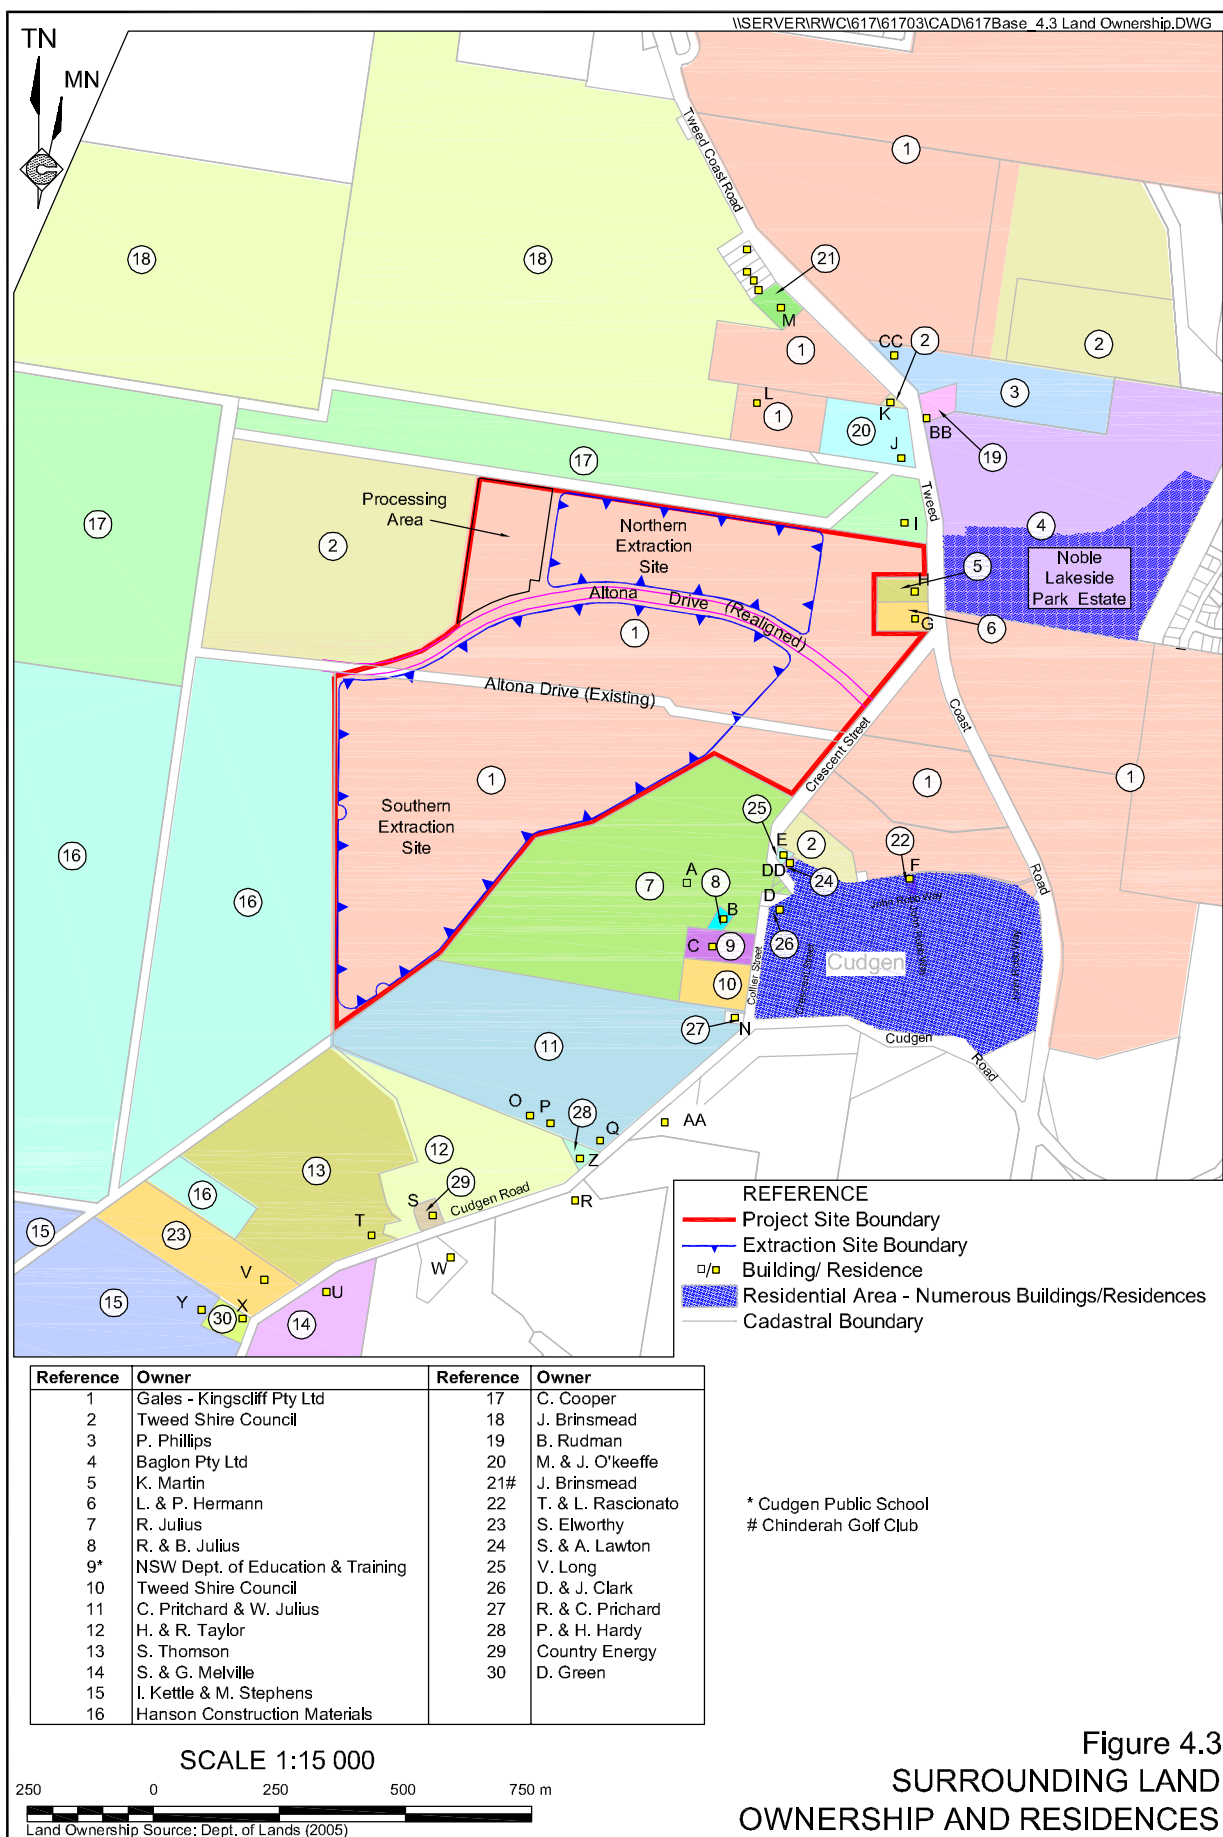 \\SERVER\RWC\617\61703\CAD\617Base_4.3 Land Ownership.DWG
TN
MN
Tweed Coast Road
1
18
18
21
M
1
CC
2
2
3
L
1
K
20
J
BB
19
17
Processing
Area
Northern
Extraction
Site
Tweed
17
2
I
4
Noble
Lakeside
Park Estate
5
H
Altona Drive (Realigned)
1
G
6
Altona Drive (Existing)
Coast
Crescent Street
1
1
1
Southern
Extraction
Site
25
E
2
22
F
16
DD
24
Road
A
7
8
16
B
D
John Robb Way
C
9
26
Cudgen
Collier Street
10
27
N
Cudgen
Road
11
O
P
28
Q
AA
12
Z
13
29
S
Cudgen Road
R
16
T
15
23
W
V
U
15
Y
X
30
14
REFERENCE
Project Site Boundary
Extraction Site Boundary
/ Building/ Residence
Residential Area - Numerous Buildings/Residences
Cadastral Boundary
Reference Owner Reference Owner
1 Gales - Kingscliff Pty Ltd 17 C. Cooper
2 Tweed Shire Council 18 J. Brinsmead
3 P. Phillips 19 B. Rudman
4 Baglon Pty Ltd 20 M. & J. O'keeffe
5 K. Martin 21# J. Brinsmead
6 L. & P. Hermann 22 T. & L. Rascionato
7 R. Julius 23 S. Elworthy
8 R. & B. Julius 24 S. & A. Lawton
9* NSW Dept. of Education & Training 25 V. Long
10 Tweed Shire Council 26 D. & J. Clark
11 C. Pritchard & W. Julius 27 R. & C. Prichard
12 H. & R. Taylor 28 P. & H. Hardy
13 S. Thomson 29 Country Energy
14 S. & G. Melville 30 D. Green
15 I. Kettle & M. Stephens
16 Hanson Construction Materials
* Cudgen Public School
# Chinderah Golf Club
SCALE 1:15 000
250 0 250 500 750 m
Land Ownership Source: Dept. of Lands (2005)
Figure 4.3
SURROUNDING LAND
OWNERSHIP AND RESIDENCES